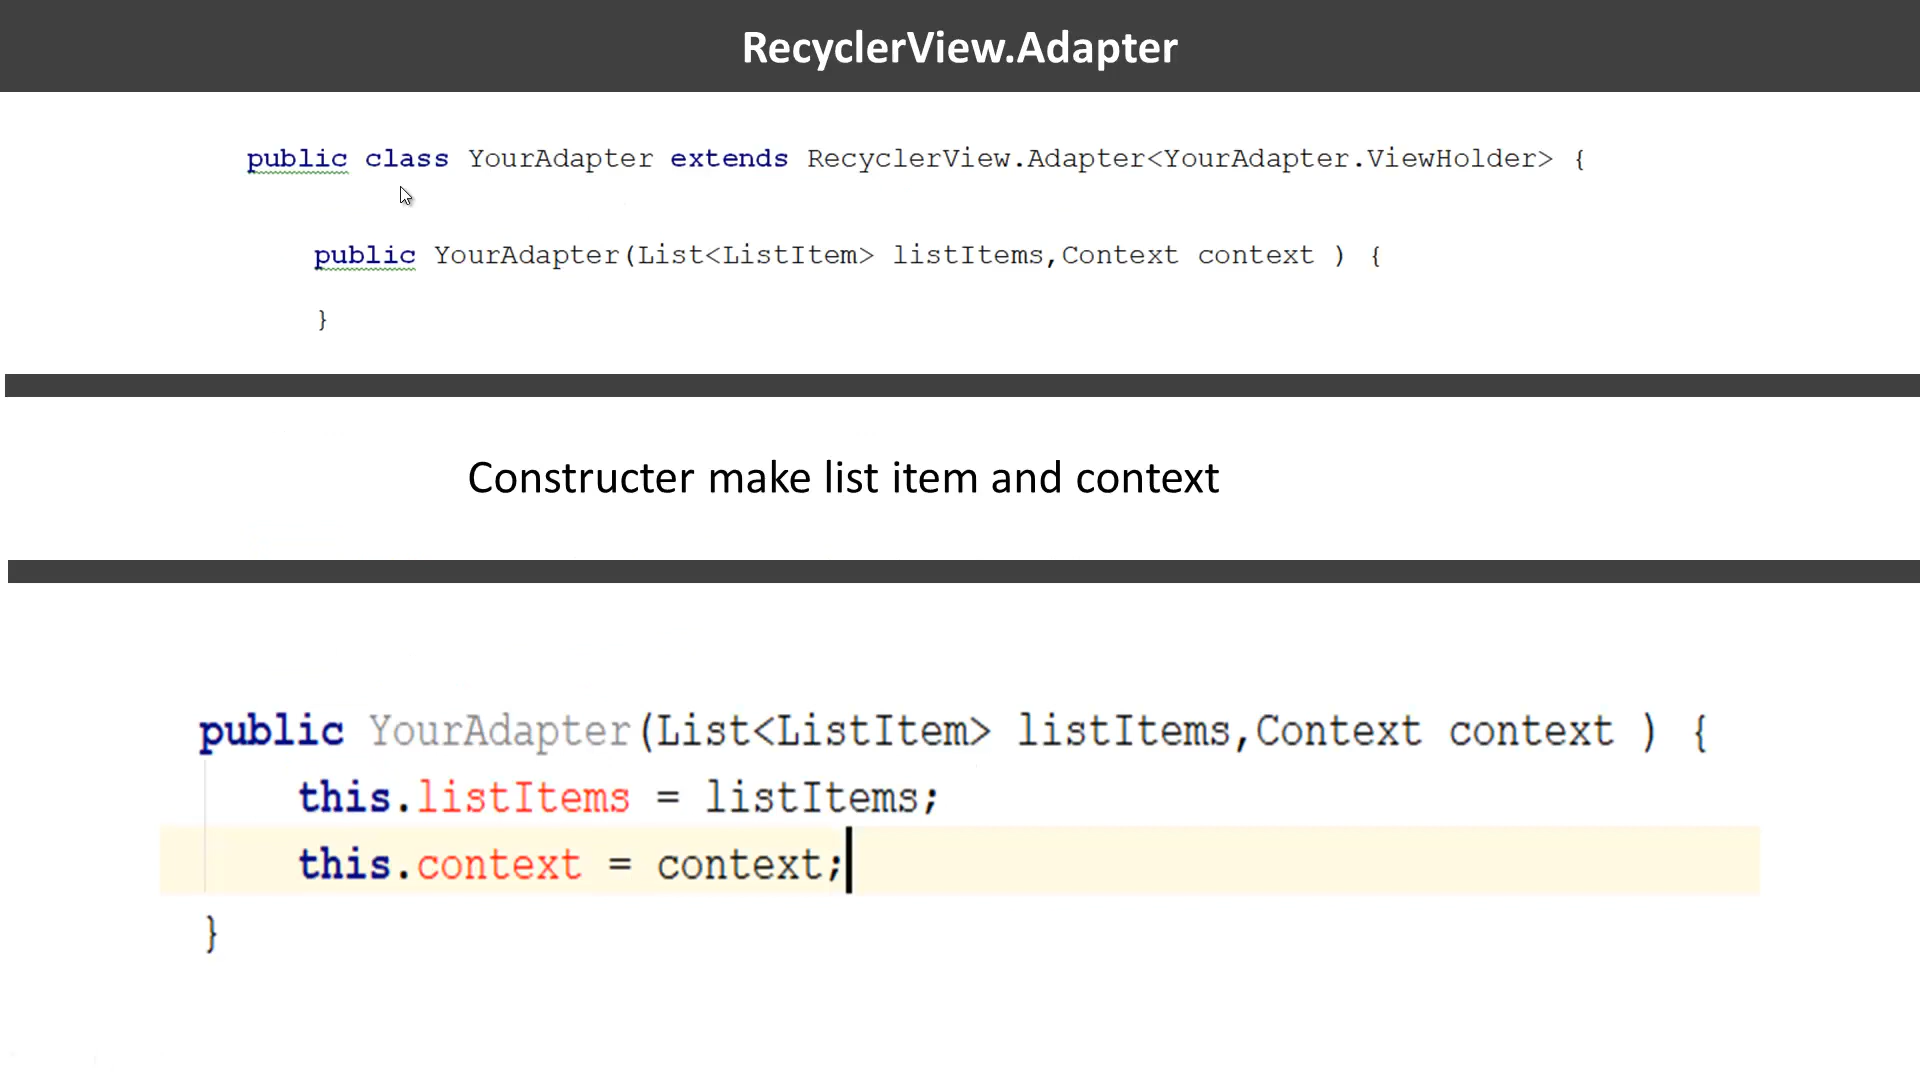 RecyclerView.Adapter
public class YourAdapter extends RecyclerView.Adapter<YourAdapter.ViewHolder> {
public YourAdapter(List<ListItem> listItems,Context context ) {
}
Constructer make list item and context
public YourAdapter(List<ListItem> listItems,Context context ) {
this.listItems = listItems;
this.context = context;
}